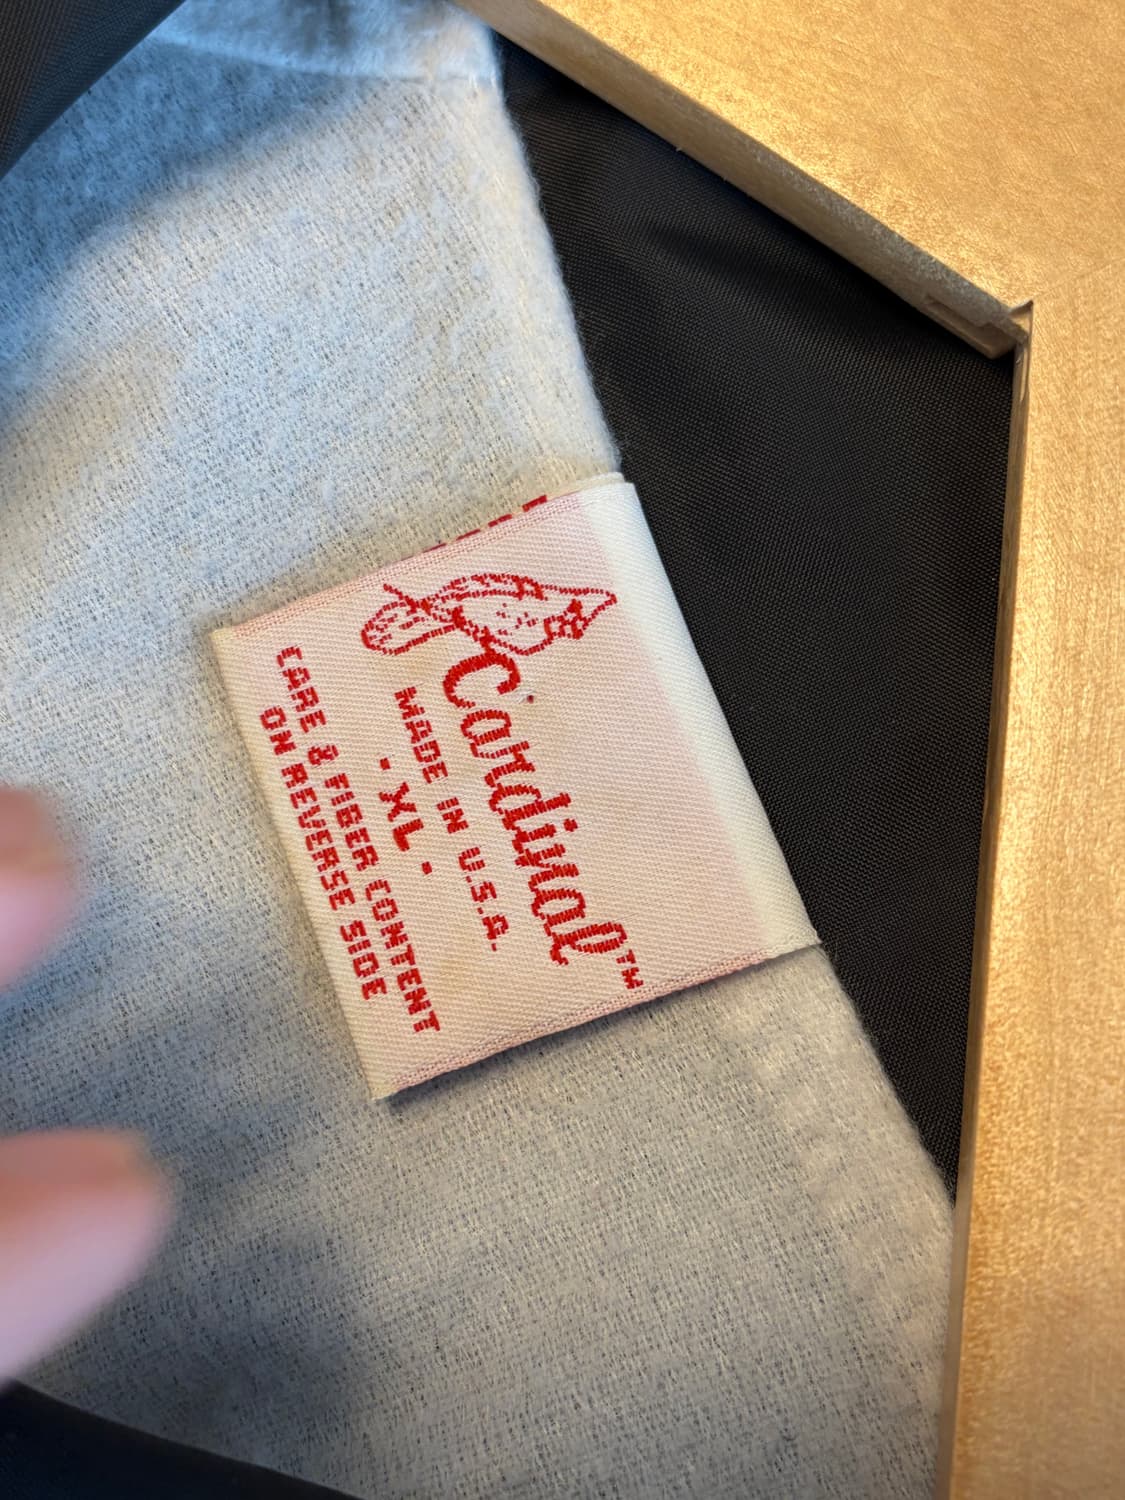 Cardinal™
MADE IN U.S.A.
· XL ·
CARE & FIBER CONTENT
ON REVERSE SIDE